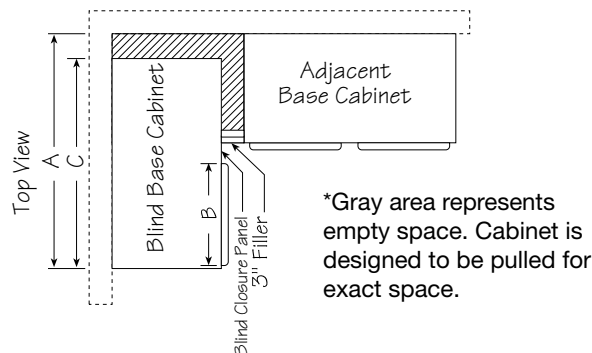 Top View
A
C
Blind Base Cabinet
Adjacent
Base Cabinet
B
Blind Closure Panel
3" Filler
*Gray area represents
empty space. Cabinet is
designed to be pulled for
exact space.